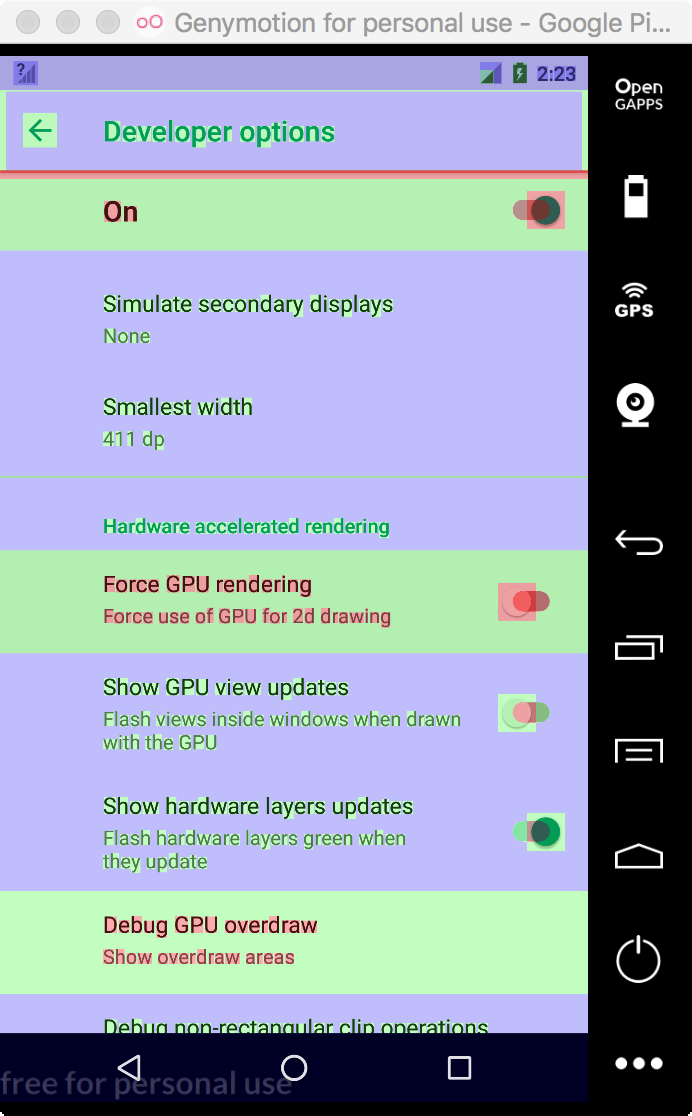 Genymotion for personal use - Google Pi...
?
2:23
Open
GAPPS
Developer options
On
GPS
Simulate secondary displays
None
Smallest width
411 dp
Hardware accelerated rendering
Force GPU rendering
Force use of GPU for 2d drawing
Show GPU view updates
Flash views inside windows when drawn
with the GPU
Show hardware layers updates
Flash hardware layers green when
they update
Debug GPU overdraw
Show overdraw areas
Debug non-rectangular clip operations
free for personal use